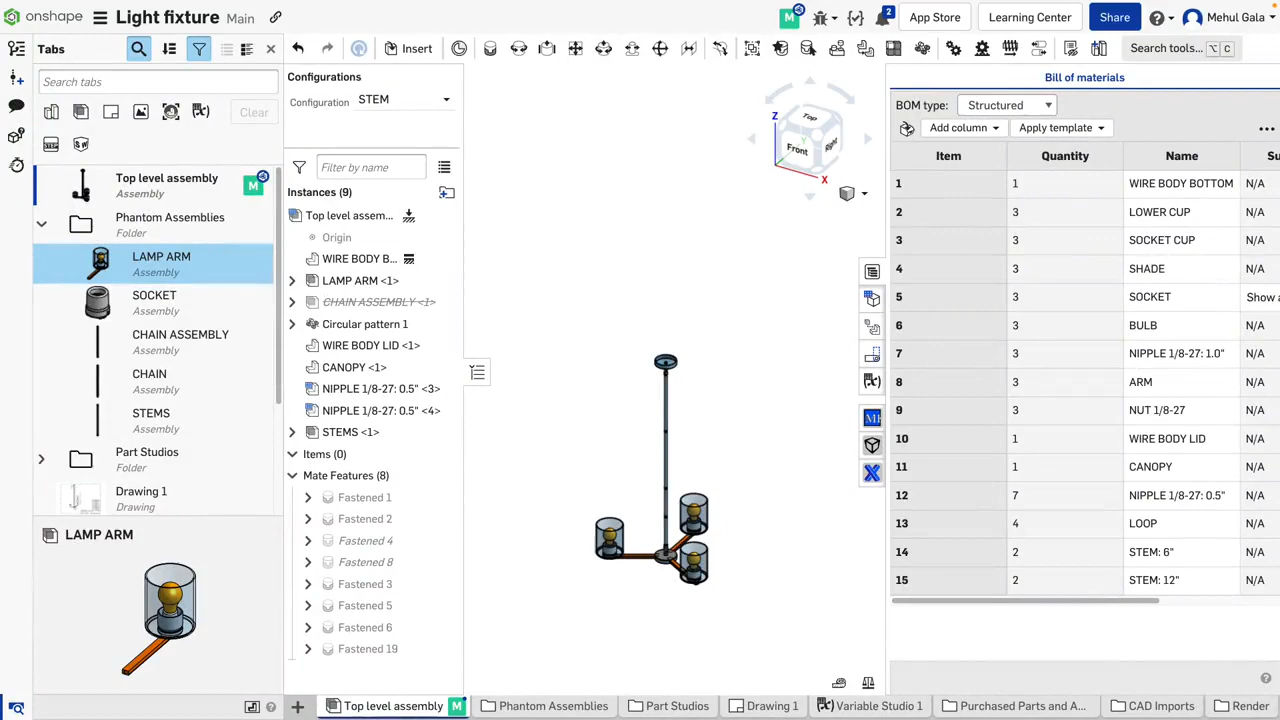 onshape Light fixture Main M 2 App Store Learning Center Share Mehul Gala
Tabs Insert Search tools... ⌥ C
Search tabs
Clear
Top level assembly
Assembly
M
Phantom Assemblies
Folder
LAMP ARM
Assembly
SOCKET
Assembly
CHAIN ASSEMBLY
Assembly
CHAIN
Assembly
STEMS
Assembly
Part Studios
Folder
Drawing 1
Drawing
LAMP ARM
Configurations
Configuration STEM
Filter by name
Instances (9)
Top level assem...
Origin
WIRE BODY B...
LAMP ARM <1>
CHAIN ASSEMBLY <1>
Circular pattern 1
WIRE BODY LID <1>
CANOPY <1>
NIPPLE 1/8-27: 0.5" <3>
NIPPLE 1/8-27: 0.5" <4>
STEMS <1>
Items (0)
Mate Features (8)
Fastened 1
Fastened 2
Fastened 4
Fastened 8
Fastened 3
Fastened 5
Fastened 6
Fastened 19
Z
Top
Front
Right
Y
X
Bill of materials
BOM type: Structured
Add column Apply template
Item Quantity Name Su
1 1 WIRE BODY BOTTOM N/A
2 3 LOWER CUP N/A
3 3 SOCKET CUP N/A
4 3 SHADE N/A
5 3 SOCKET Show a
6 3 BULB N/A
7 3 NIPPLE 1/8-27: 1.0" N/A
8 3 ARM N/A
9 3 NUT 1/8-27 N/A
10 1 WIRE BODY LID N/A
11 1 CANOPY N/A
12 7 NIPPLE 1/8-27: 0.5" N/A
13 4 LOOP N/A
14 2 STEM: 6" N/A
15 2 STEM: 12" N/A
Top level assembly M Phantom Assemblies Part Studios Drawing 1 Variable Studio 1 Purchased Parts and A... CAD Imports Render